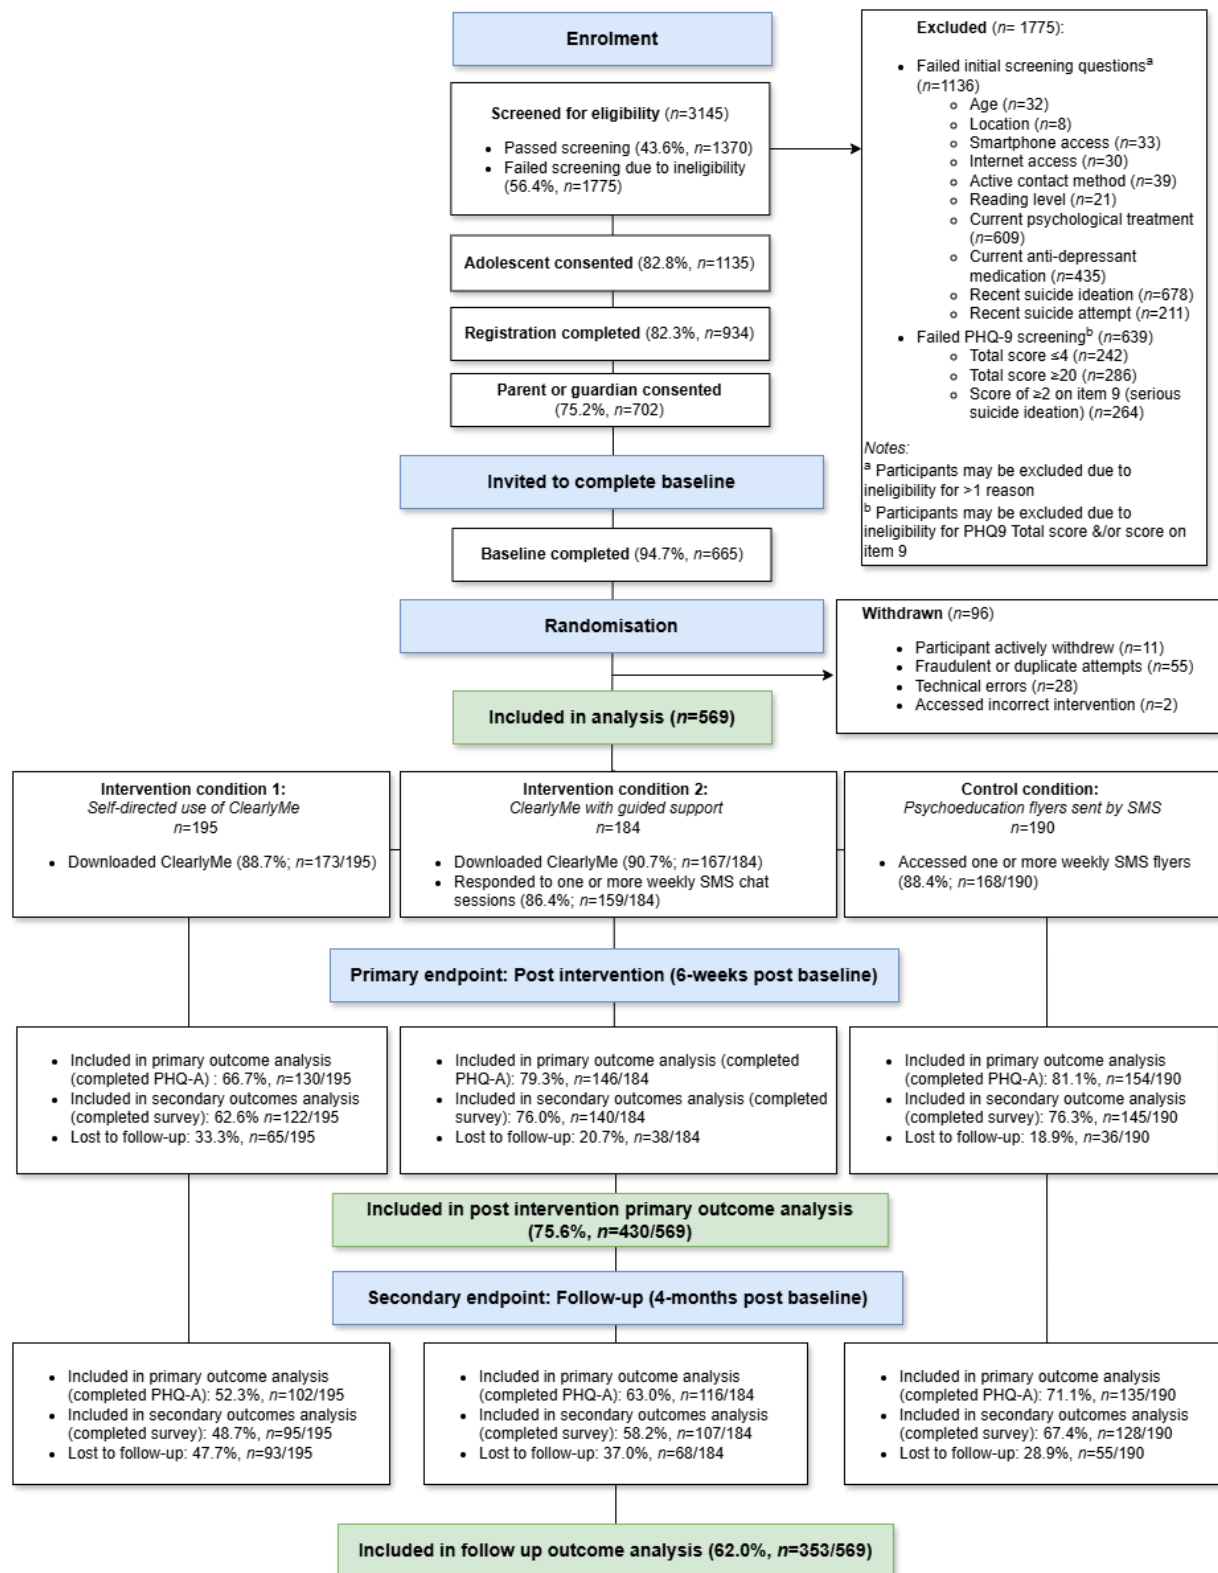 Enrolment
Screened for eligibility (n=3145)
• Passed screening (43.6%, n=1370)
• Failed screening due to ineligibility
(56.4%, n=1775)
Excluded (n= 1775):
• Failed initial screening questionsᵃ
(n=1136)
○ Age (n=32)
○ Location (n=8)
○ Smartphone access (n=33)
○ Internet access (n=30)
○ Active contact method (n=39)
○ Reading level (n=21)
○ Current psychological treatment
(n=609)
○ Current anti-depressant
medication (n=435)
○ Recent suicide ideation (n=678)
○ Recent suicide attempt (n=211)
• Failed PHQ-9 screeningᵇ (n=639)
○ Total score ≤4 (n=242)
○ Total score ≥20 (n=286)
○ Score of ≥2 on item 9 (serious
suicide ideation) (n=264)
Notes:
ᵃ Participants may be excluded due to
ineligibility for >1 reason
ᵇ Participants may be excluded due to
ineligibility for PHQ9 Total score &/or score on
item 9
Adolescent consented (82.8%, n=1135)
Registration completed (82.3%, n=934)
Parent or guardian consented
(75.2%, n=702)
Invited to complete baseline
Baseline completed (94.7%, n=665)
Randomisation
Withdrawn (n=96)
• Participant actively withdrew (n=11)
• Fraudulent or duplicate attempts (n=55)
• Technical errors (n=28)
• Accessed incorrect intervention (n=2)
Included in analysis (n=569)
Intervention condition 1:
Self-directed use of ClearlyMe
n=195
• Downloaded ClearlyMe (88.7%; n=173/195)
Intervention condition 2:
ClearlyMe with guided support
n=184
• Downloaded ClearlyMe (90.7%; n=167/184)
• Responded to one or more weekly SMS chat
sessions (86.4%; n=159/184)
Control condition:
Psychoeducation flyers sent by SMS
n=190
• Accessed one or more weekly SMS flyers
(88.4%; n=168/190)
Primary endpoint: Post intervention (6-weeks post baseline)
• Included in primary outcome analysis
(completed PHQ-A) : 66.7%, n=130/195
• Included in secondary outcomes analysis
(completed survey): 62.6% n=122/195
• Lost to follow-up: 33.3%, n=65/195
• Included in primary outcome analysis (completed
PHQ-A): 79.3%, n=146/184
• Included in secondary outcomes analysis (completed
survey): 76.0%, n=140/184
• Lost to follow-up: 20.7%, n=38/184
• Included in primary outcome analysis
(completed PHQ-A): 81.1%, n=154/190
• Included in secondary outcome analysis
(completed survey): 76.3%, n=145/190
• Lost to follow-up: 18.9%, n=36/190
Included in post intervention primary outcome analysis
(75.6%, n=430/569)
Secondary endpoint: Follow-up (4-months post baseline)
• Included in primary outcome analysis
(completed PHQ-A): 52.3%, n=102/195
• Included in secondary outcomes analysis
(completed survey): 48.7%, n=95/195
• Lost to follow-up: 47.7%, n=93/195
• Included in primary outcome analysis
(completed PHQ-A): 63.0%, n=116/184
• Included in secondary outcomes analysis
(completed survey): 58.2%, n=107/184
• Lost to follow-up: 37.0%, n=68/184
• Included in primary outcome analysis
(completed PHQ-A): 71.1%, n=135/190
• Included in secondary outcomes analysis
(completed survey): 67.4%, n=128/190
• Lost to follow-up: 28.9%, n=55/190
Included in follow up outcome analysis (62.0%, n=353/569)